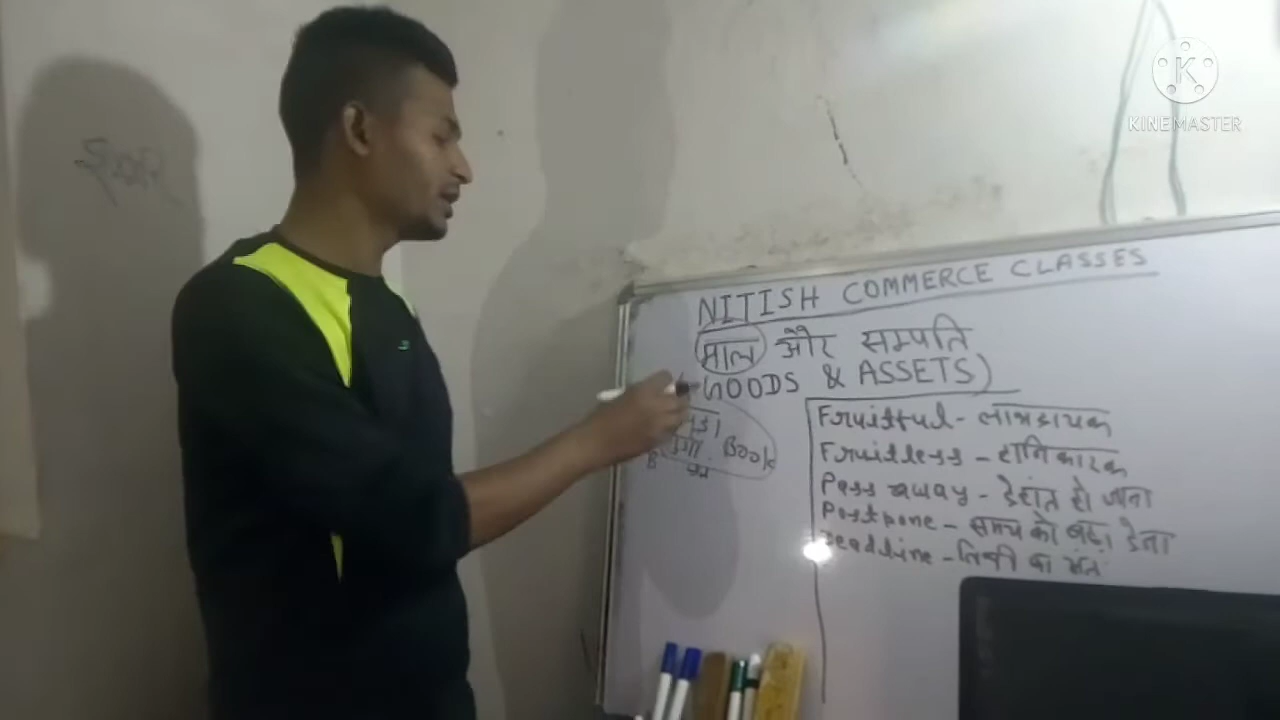 KINEMASTER
NITISH COMMERCE CLASSES
माल और सम्पति
GOODS & ASSETS)
Book
Fruitful - लाभदायक
Fruitless - हानिकारक
Pass away - देहांत हो जाना
Postpone - समय को बढ़ा देना
Deadline - तिथी का अंत